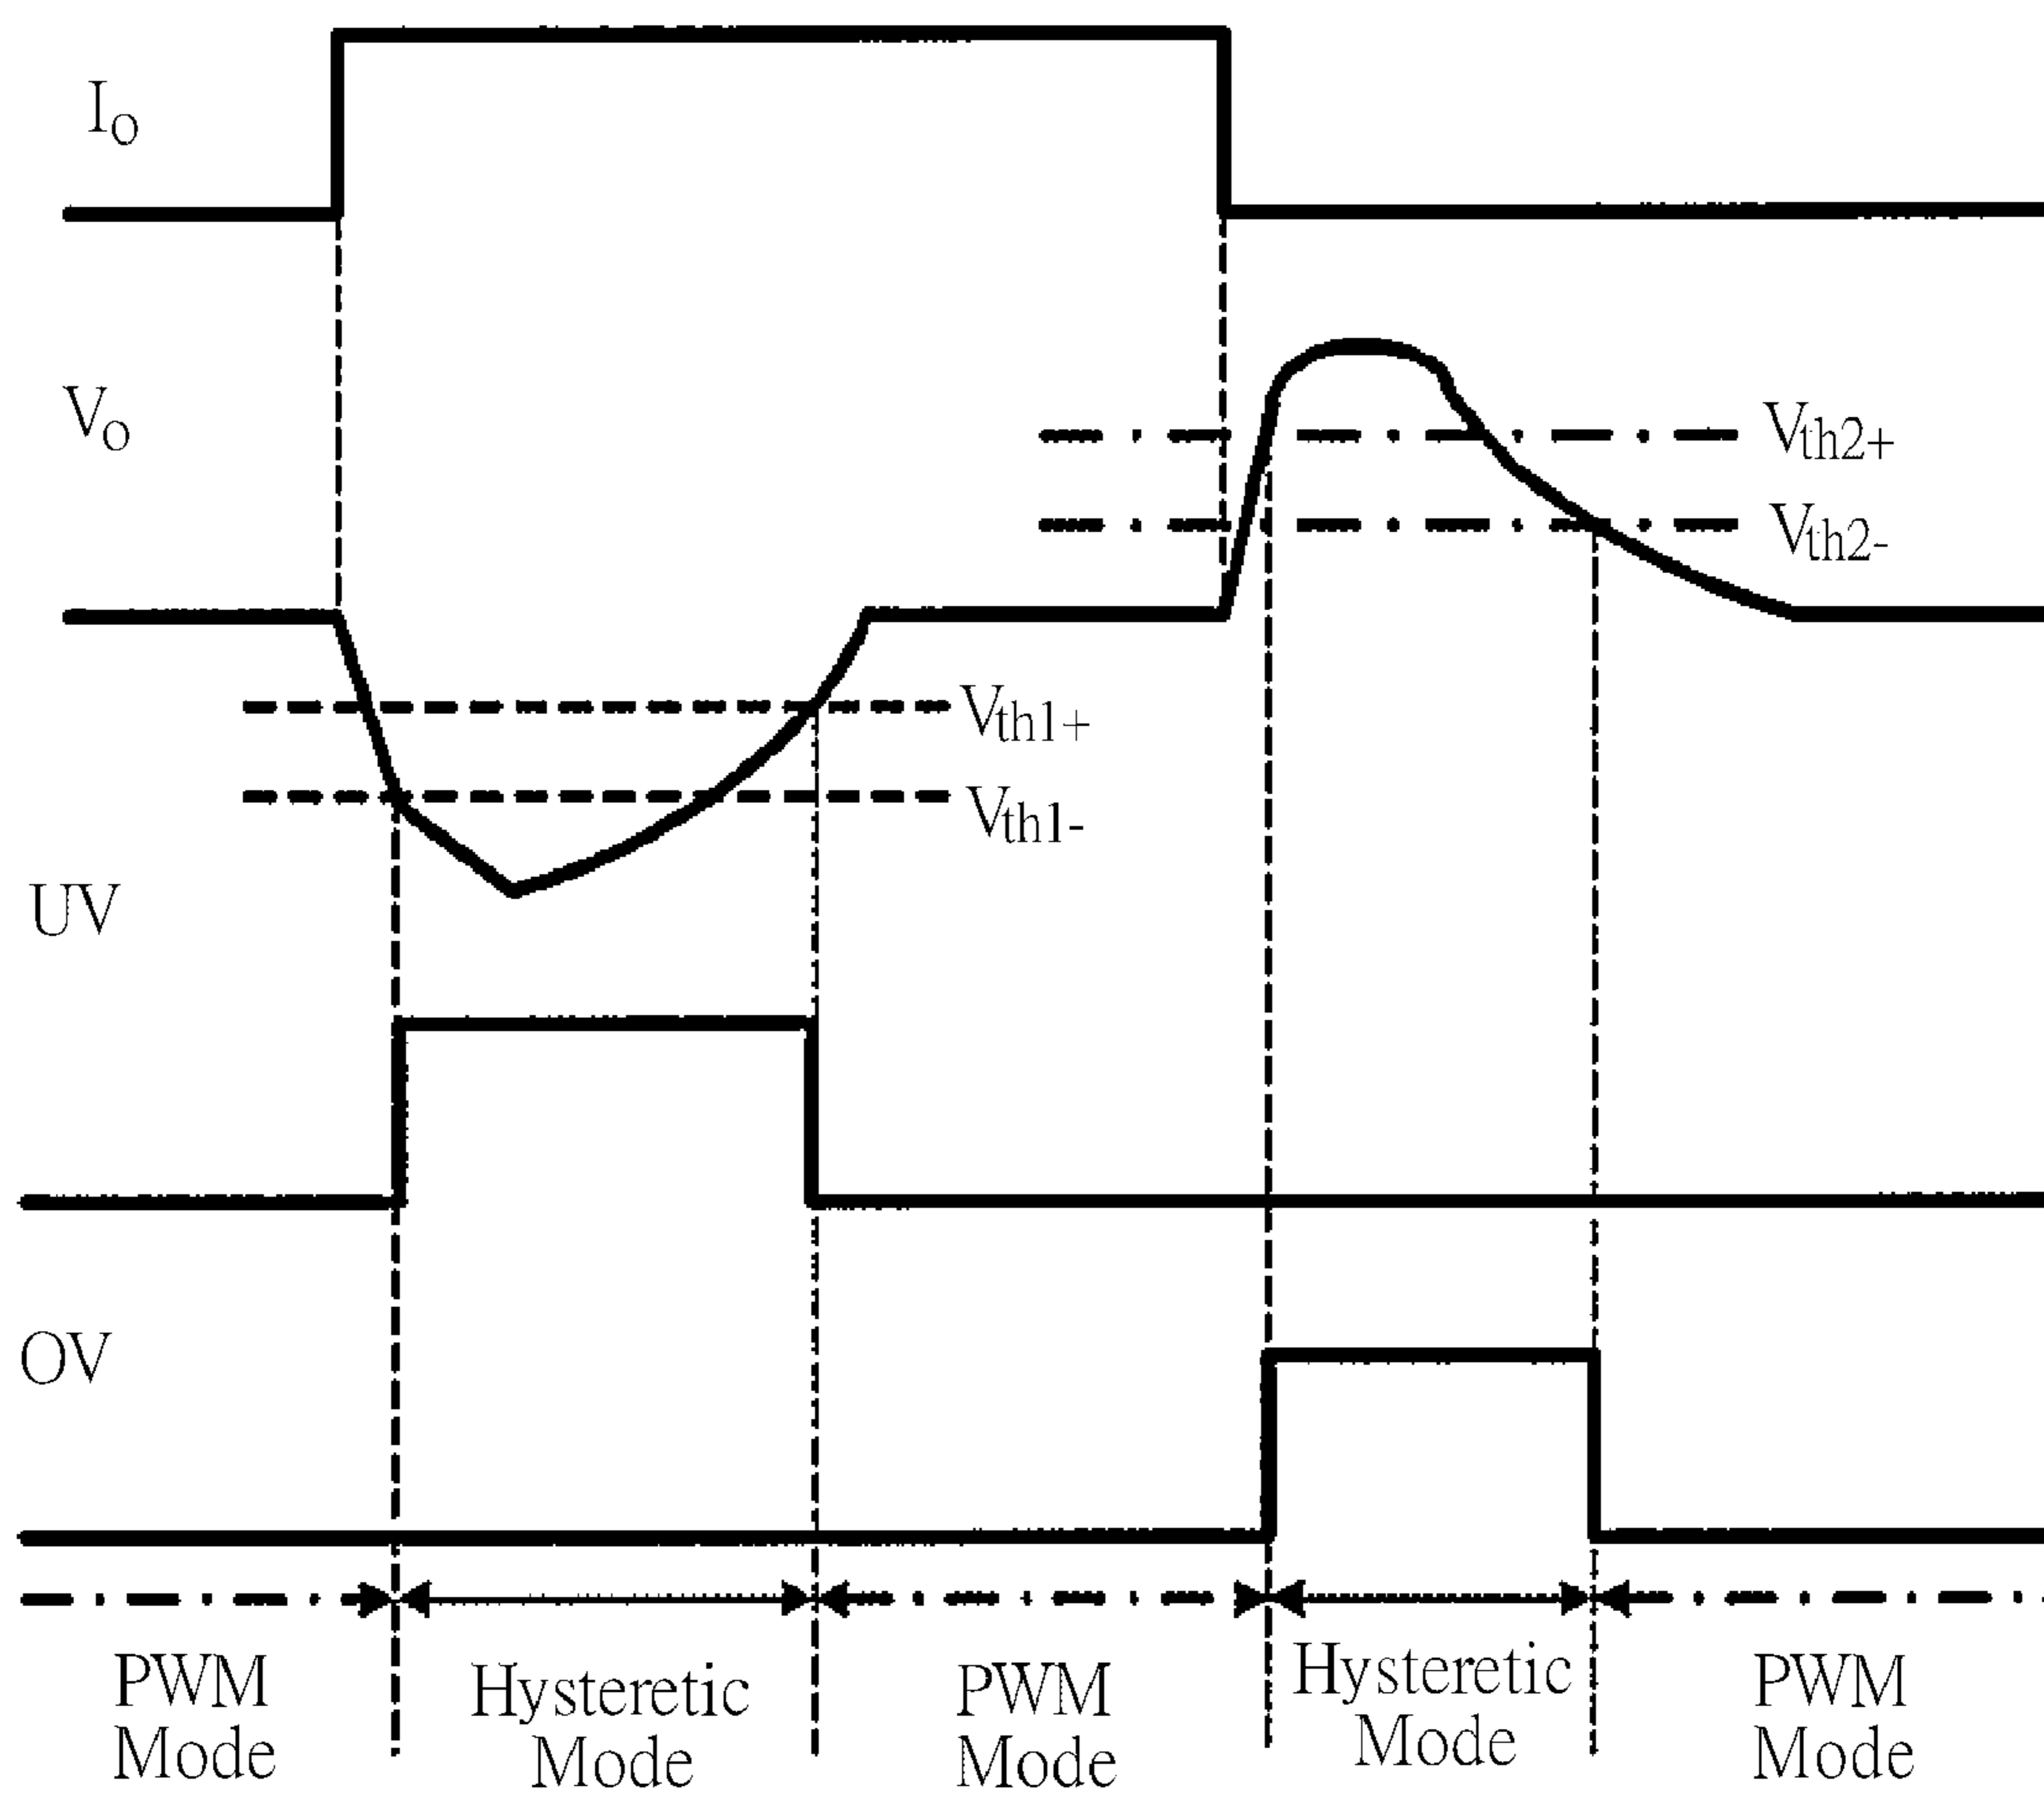 Io
Vo
Vth2+
Vth2-
Vth1+
Vth1-
UV
OV
PWM
Mode
Hysteretic
Mode
PWM
Mode
Hysteretic
Mode
PWM
Mode